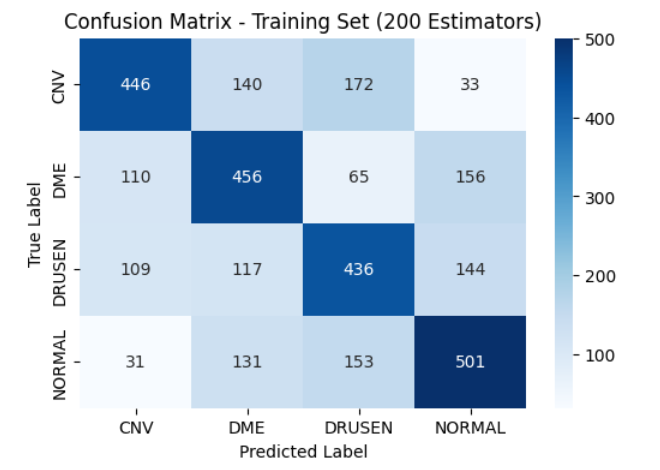 Confusion Matrix - Training Set (200 Estimators)
True Label
CNV 446 140 172 33
DME 110 456 65 156
DRUSEN 109 117 436 144
NORMAL 31 131 153 501
CNV DME DRUSEN NORMAL
Predicted Label
500
400
300
200
100